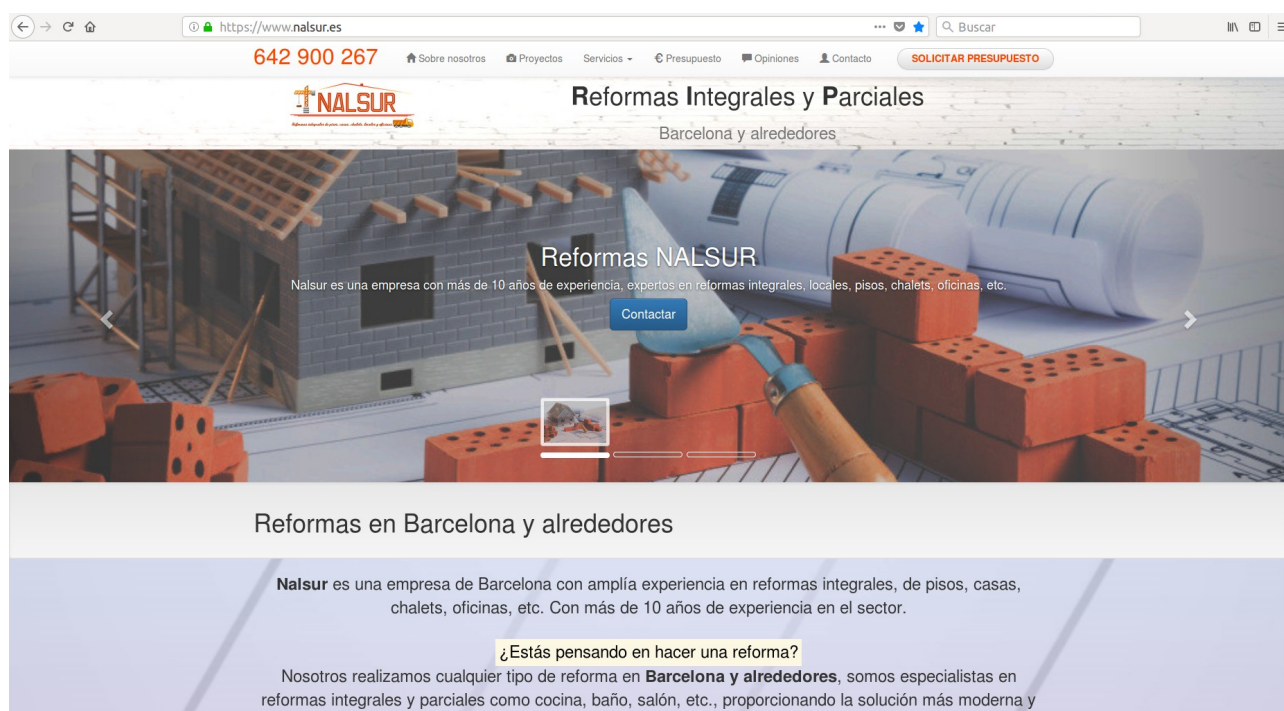 https://www.nalsur.es
Buscar
642 900 267 Sobre nosotros Proyectos Servicios € Presupuesto Opiniones Contacto SOLICITAR PRESUPUESTO
NALSUR
Reformas Integrales y Parciales
Barcelona y alrededores
Reformas NALSUR
Nalsur es una empresa con más de 10 años de experiencia, expertos en reformas integrales, locales, pisos, chalets, oficinas, etc.
Contactar
Reformas en Barcelona y alrededores
Nalsur es una empresa de Barcelona con amplía experiencia en reformas integrales, de pisos, casas,
chalets, oficinas, etc. Con más de 10 años de experiencia en el sector.
¿Estás pensando en hacer una reforma?
Nosotros realizamos cualquier tipo de reforma en Barcelona y alrededores, somos especialistas en
reformas integrales y parciales como cocina, baño, salón, etc., proporcionando la solución más moderna y